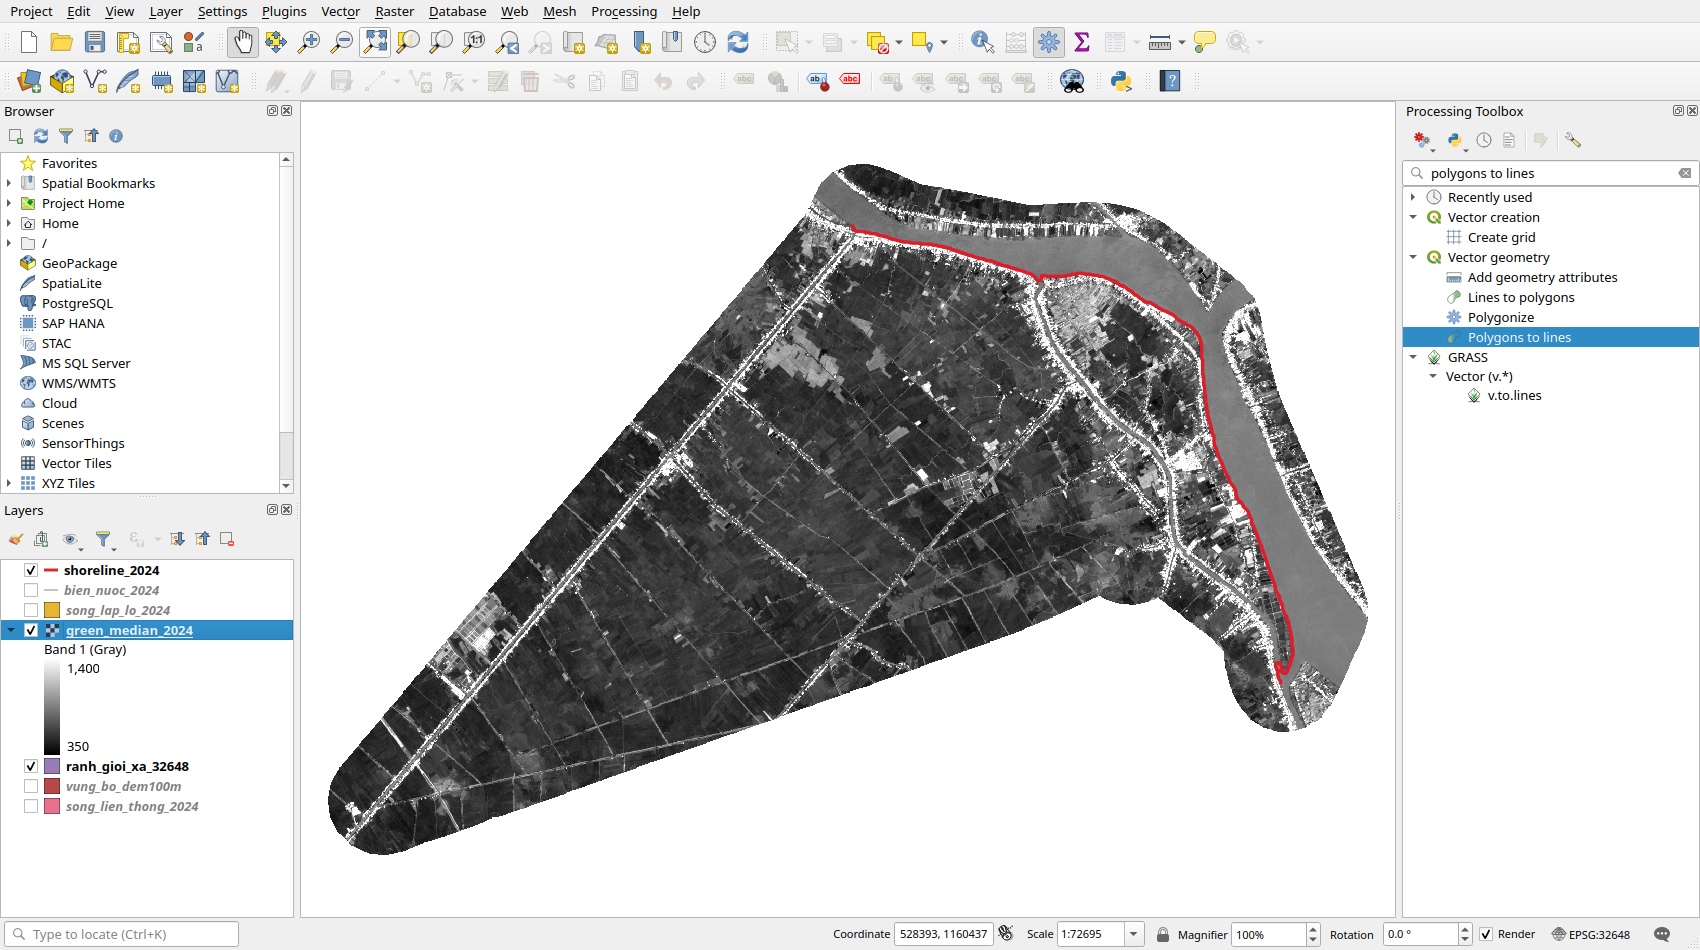 Project Edit View Layer Settings Plugins Vector Raster Database Web Mesh Processing Help
Browser
Favorites
Spatial Bookmarks
Project Home
Home
/
GeoPackage
SpatiaLite
PostgreSQL
SAP HANA
STAC
MS SQL Server
WMS/WMTS
Cloud
Scenes
SensorThings
Vector Tiles
XYZ Tiles
Layers
shoreline_2024
bien_nuoc_2024
song_lap_lo_2024
green_median_2024
Band 1 (Gray)
1,400
350
ranh_gioi_xa_32648
vung_bo_dem100m
song_lien_thong_2024
Processing Toolbox
polygons to lines
Recently used
Vector creation
Create grid
Vector geometry
Add geometry attributes
Lines to polygons
Polygonize
Polygons to lines
GRASS
Vector (v.*)
v.to.lines
Type to locate (Ctrl+K)
Coordinate 528393, 1160437 Scale 1:72695 Magnifier 100% Rotation 0.0 ° Render EPSG:32648